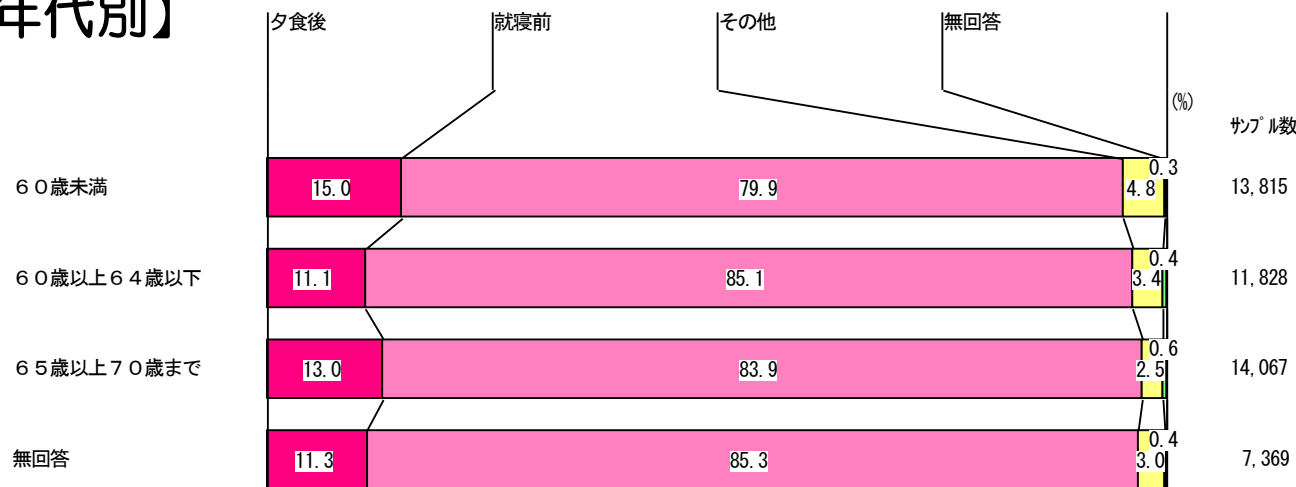 年代別】
夕食後 就寝前 その他 無回答
(%)
ｻﾝﾌﾟﾙ数
６０歳未満 15.0 79.9 4.8 0.3 13,815
６０歳以上６４歳以下 11.1 85.1 3.4 0.4 11,828
６５歳以上７０歳まで 13.0 83.9 2.5 0.6 14,067
無回答 11.3 85.3 3.0 0.4 7,369